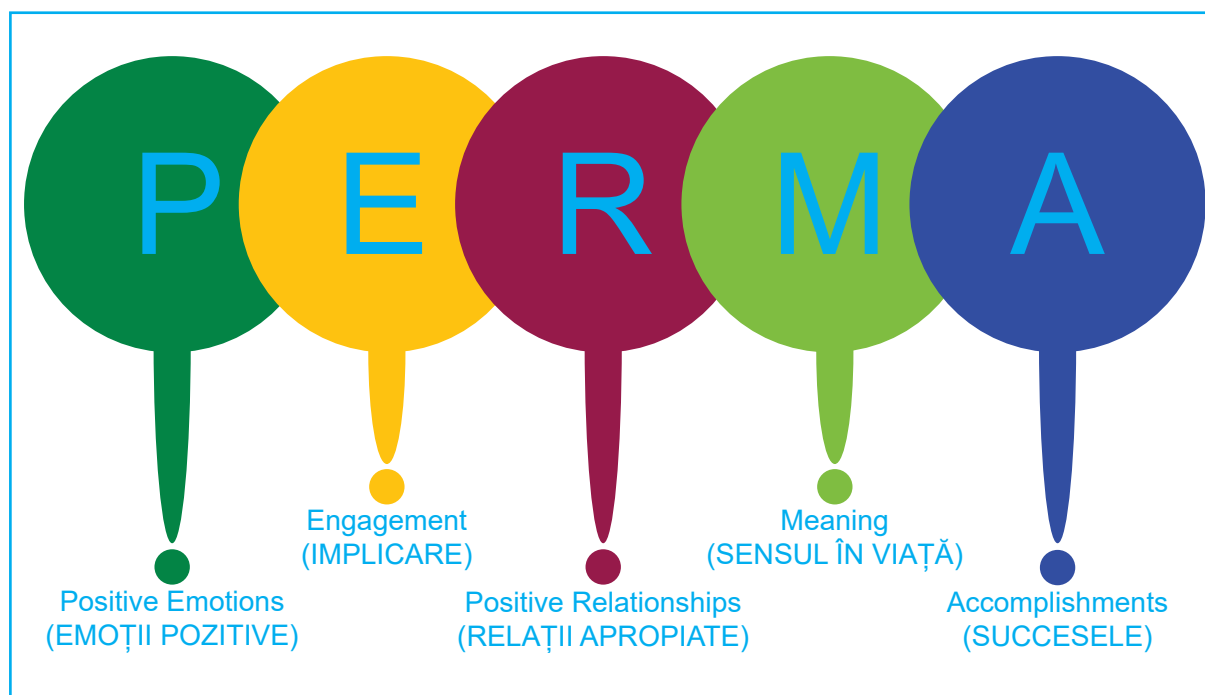 P E R M A
Engagement
(IMPLICARE)
Meaning
(SENSUL ÎN VIAȚĂ)
Positive Emotions
(EMOȚII POZITIVE)
Positive Relationships
(RELAȚII APROPIATE)
Accomplishments
(SUCCESELE)